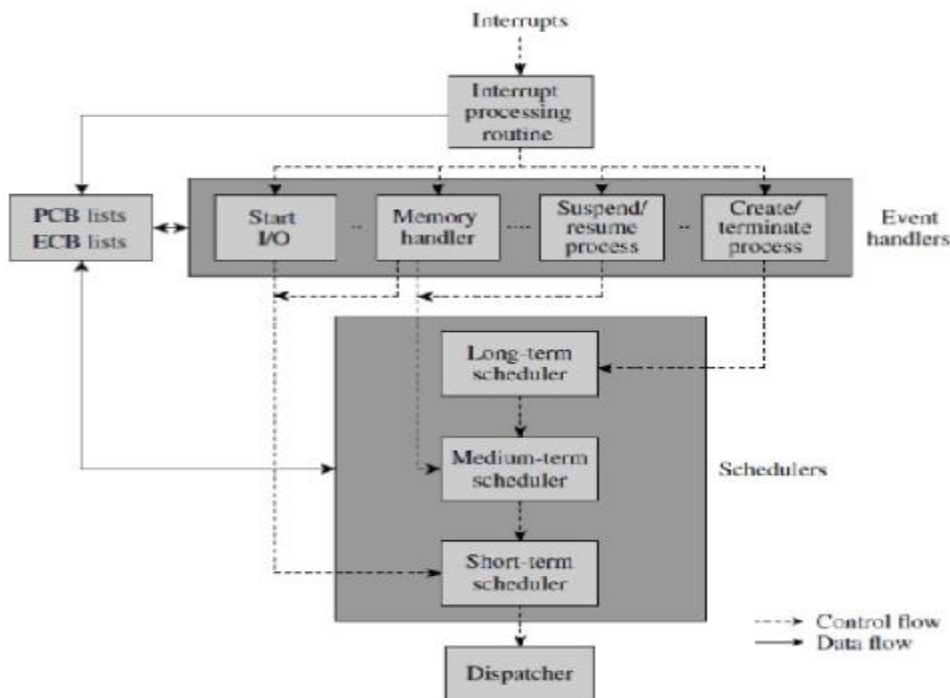 Interrupts
Interrupt
processing
routine
PCB lists
ECB lists
Start
I/O
Memory
handler
Suspend/
resume process
Create/
terminate process
Event
handlers
Long-term
scheduler
Medium-term
scheduler
Schedulers
Short-term
scheduler
Control flow
Data flow
Dispatcher